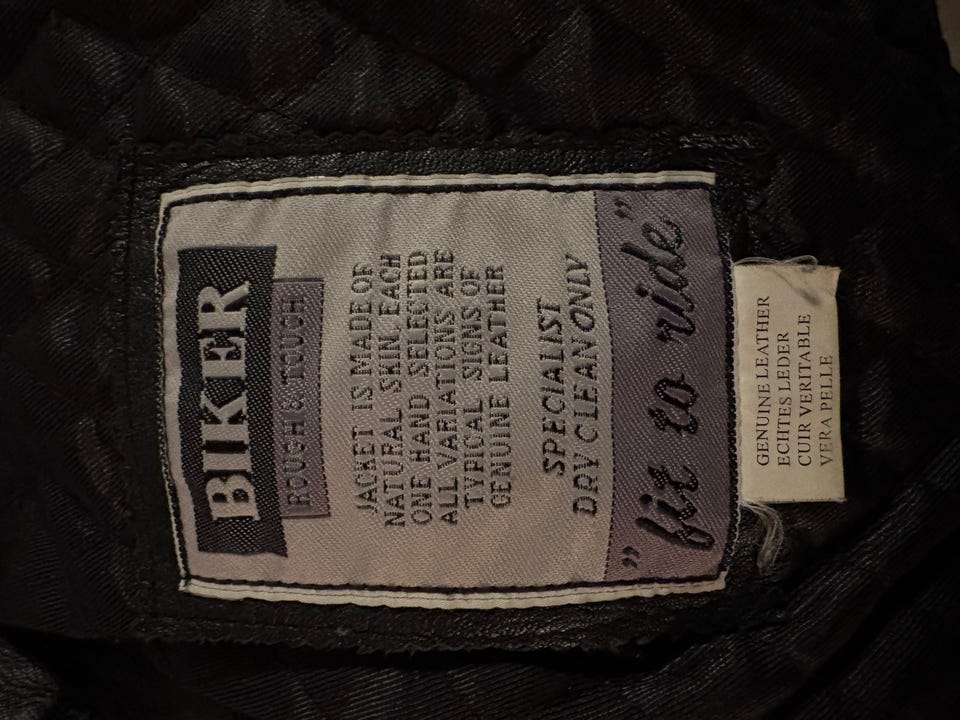 BIKER
ROUGH & TOUCH
JACKET IS MADE OF
NATURAL SKIN. EACH
ONE HAND SELECTED
ALL VARIATIONS ARE
TYPICAL SIGNS OF
GENUINE LEATHER
SPECIALIST
DRY CLEAN ONLY
„fit to ride”
GENUINE LEATHER
ECHTES LEDER
CUIR VERITABLE
VERA PELLE